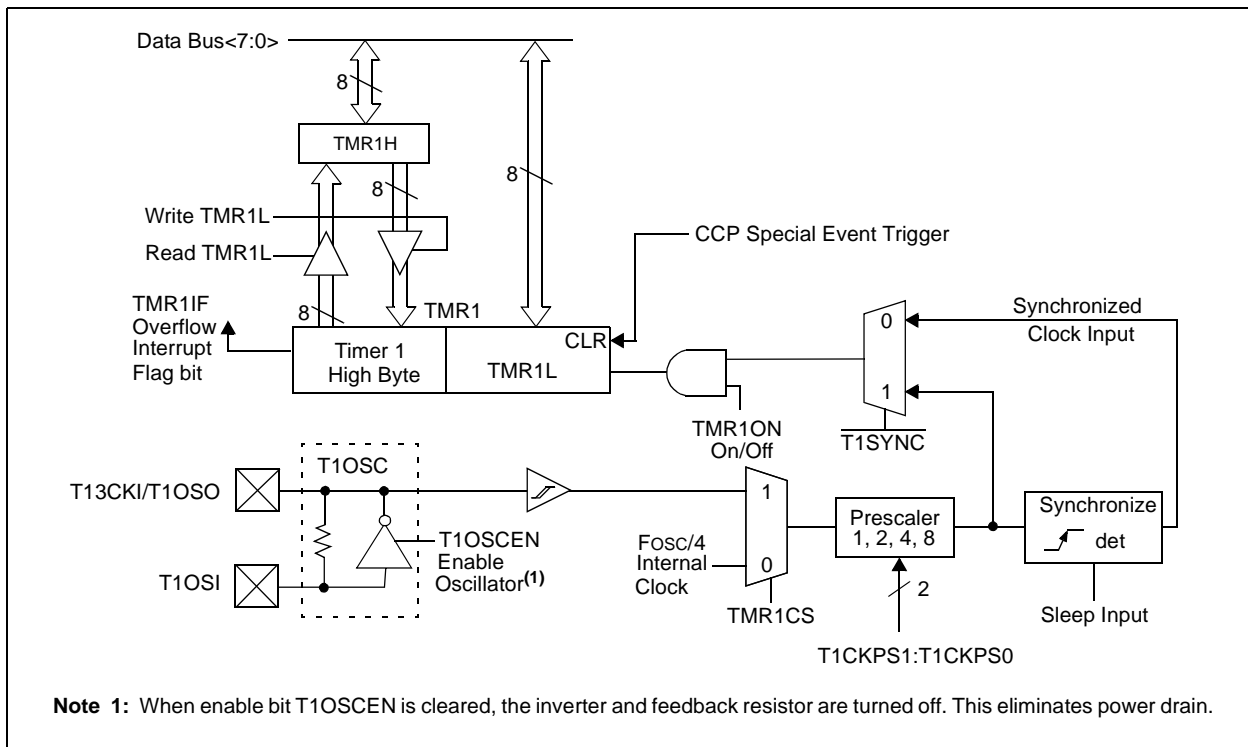 Data Bus<7:0>
8
TMR1H
8
8
Write TMR1L
CCP Special Event Trigger
Read TMR1L
TMR1IF
Overflow
Interrupt
Flag bit
8
TMR1
Timer 1
High Byte
TMR1L
CLR
0
1
Synchronized
Clock Input
TMR1ON
On/Off
T1SYNC
T1OSC
T13CKI/T1OSO
T1OSI
T1OSCEN
Enable
Oscillator(1)
FOSC/4
Internal
Clock
1
0
TMR1CS
Prescaler
1, 2, 4, 8
2
T1CKPS1:T1CKPS0
Synchronize
det
Sleep Input
Note 1: When enable bit T1OSCEN is cleared, the inverter and feedback resistor are turned off. This eliminates power drain.